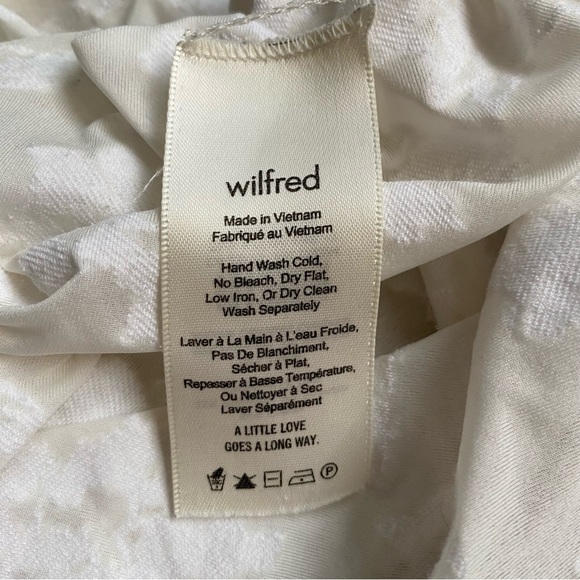 wilfred
Made in Vietnam
Fabriqué au Vietnam
Hand Wash Cold,
No Bleach, Dry Flat,
Low Iron, Or Dry Clean
Wash Separately
Laver à La Main à L'eau Froide,
Pas De Blanchiment,
Sécher à Plat,
Repasser à Basse Température,
Ou Nettoyer à Sec
Laver Séparément
A LITTLE LOVE
GOES A LONG WAY.
P